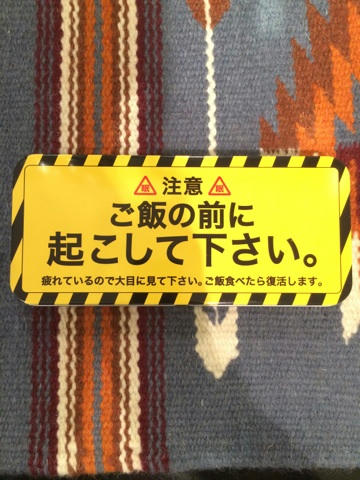 眠 注意 眠
ご飯の前に
起こして下さい。
疲れているので大目に見て下さい。ご飯食べたら復活します。